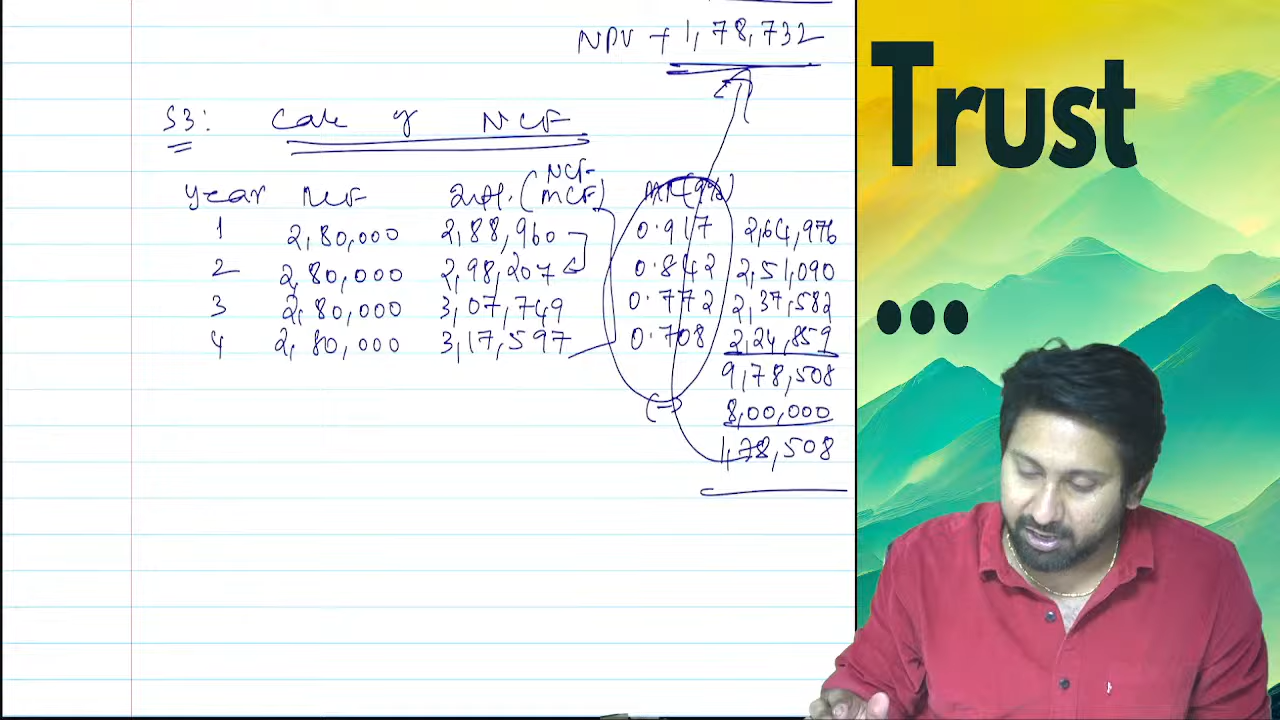 NPV + 1,78,732
S3: Calc of NCF
NCF
year RCF Infl. (MCF) MR(9%)
1 2,80,000 2,88,960 0.917 2,64,976
2 2,80,000 2,98,207 0.842 2,51,090
3 2,80,000 3,07,749 0.772 2,37,582
4 2,80,000 3,17,597 0.708 2,24,859
9,78,508
(-) 8,00,000
1,78,508
Trust
...